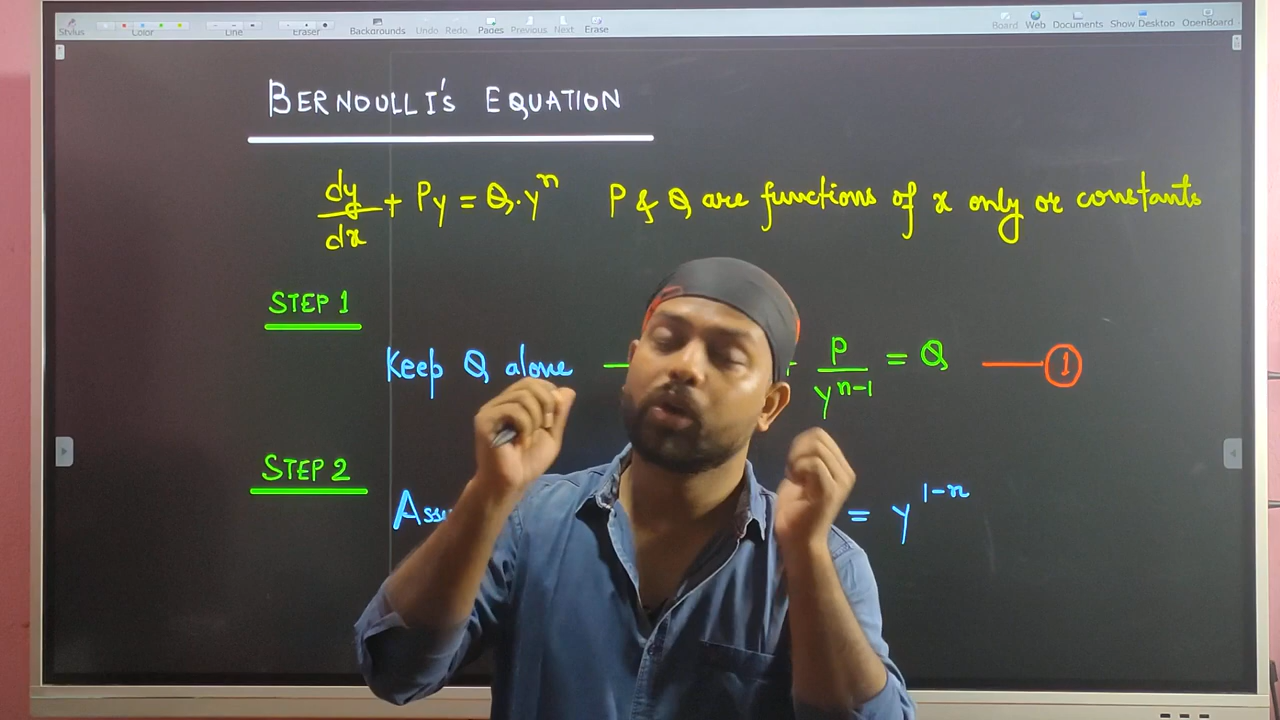 Stylus Color Line Eraser Backgrounds Undo Redo Pages Previous Next Erase Board Web Documents Show Desktop OpenBoard
BERNOULLI'S EQUATION
dy/dx + Py = Q·y^n P & Q are functions of x only or constants
STEP 1
Keep Q alone — P/y^(n-1) = Q — 1
STEP 2
= y^(1-n)